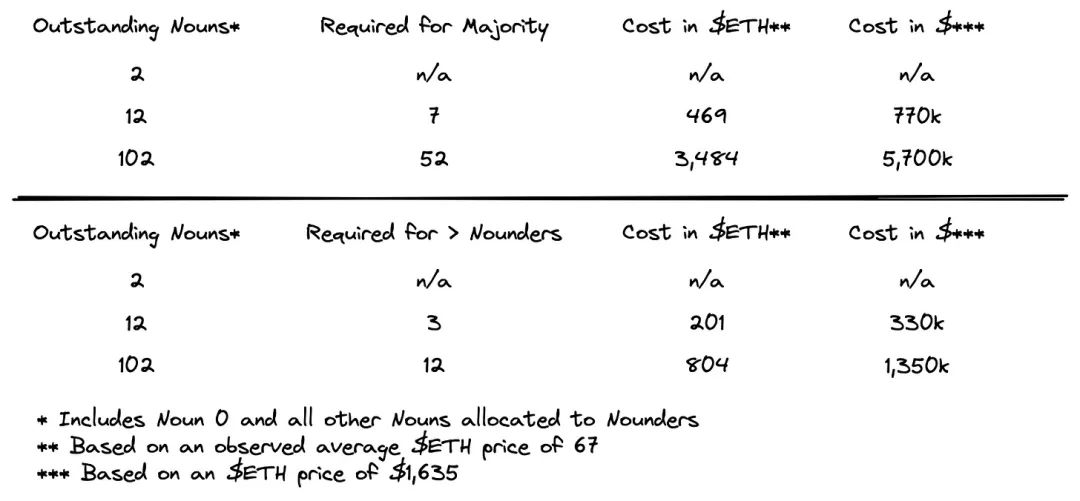 Outstanding Nouns* Required for Majority Cost in $ETH** Cost in $***
2 n/a n/a n/a
12 7 469 770k
102 52 3,484 5,700k
Outstanding Nouns* Required for > Nounders Cost in $ETH** Cost in $***
2 n/a n/a n/a
12 3 201 330k
102 12 804 1,350k
* Includes Noun 0 and all other Nouns allocated to Nounders
** Based on an observed average $ETH price of 67
*** Based on an $ETH price of $1,635